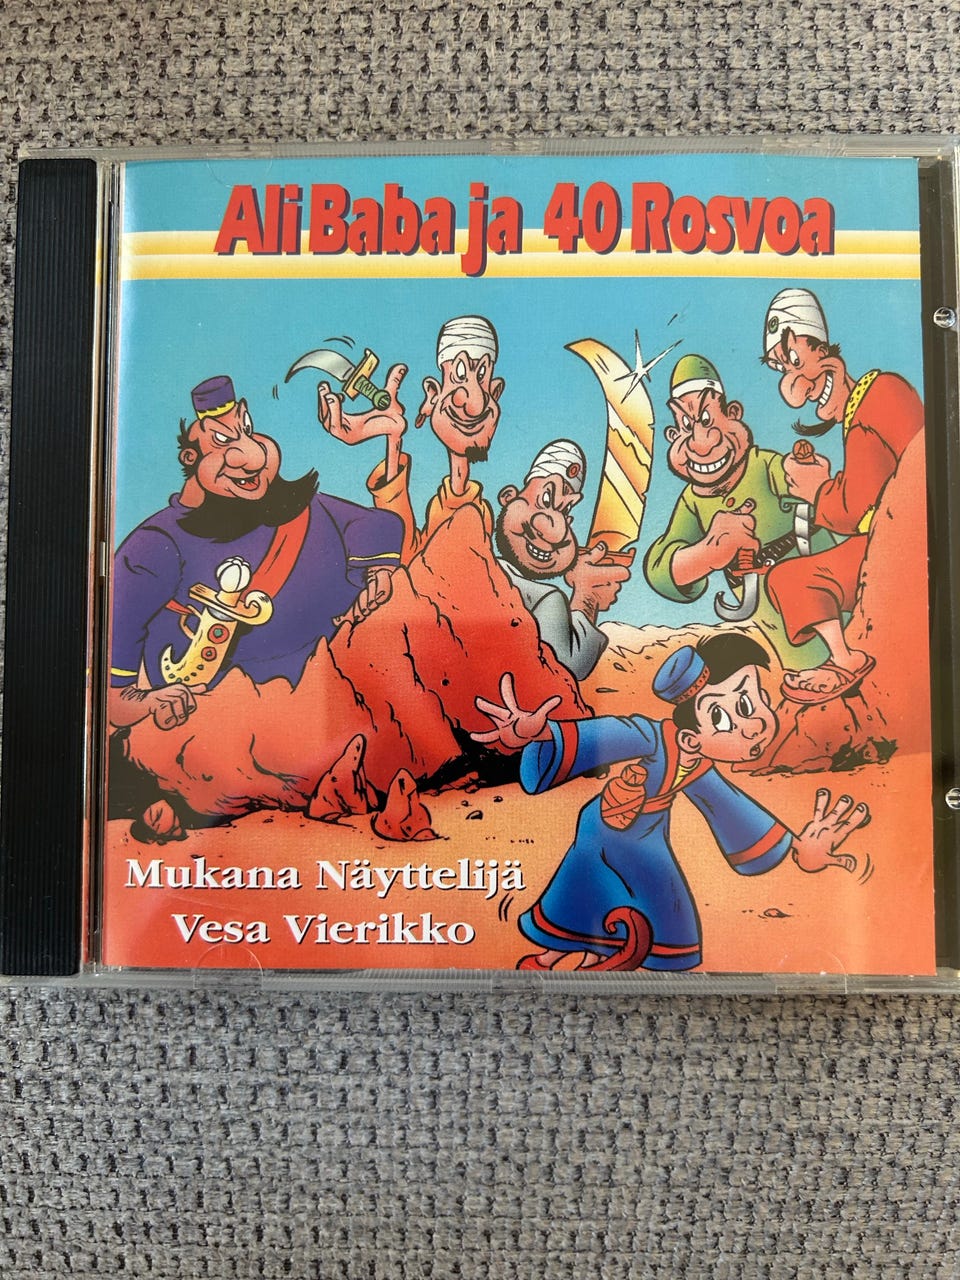 Ali Baba ja 40 Rosvoa
Mukana Näyttelijä
Vesa Vierikko